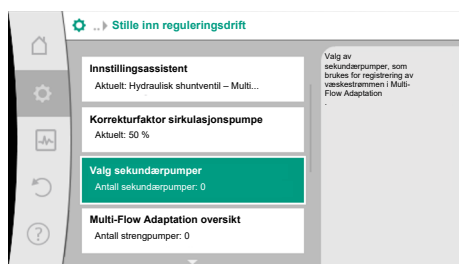 ..▸ Stille inn reguleringsdrift
Innstillingsassistent
Aktuelt: Hydraulisk shuntventil – Multi...
Korrekturfaktor sirkulasjonspumpe
Aktuelt: 50 %
Valg sekundærpumper
Antall sekundærpumper: 0
Multi-Flow Adaptation oversikt
Antall strengpumper: 0
Valg av
sekundærpumper, som
brukes for registrering av
væskestrømmen i Multi-
Flow Adaptation
.